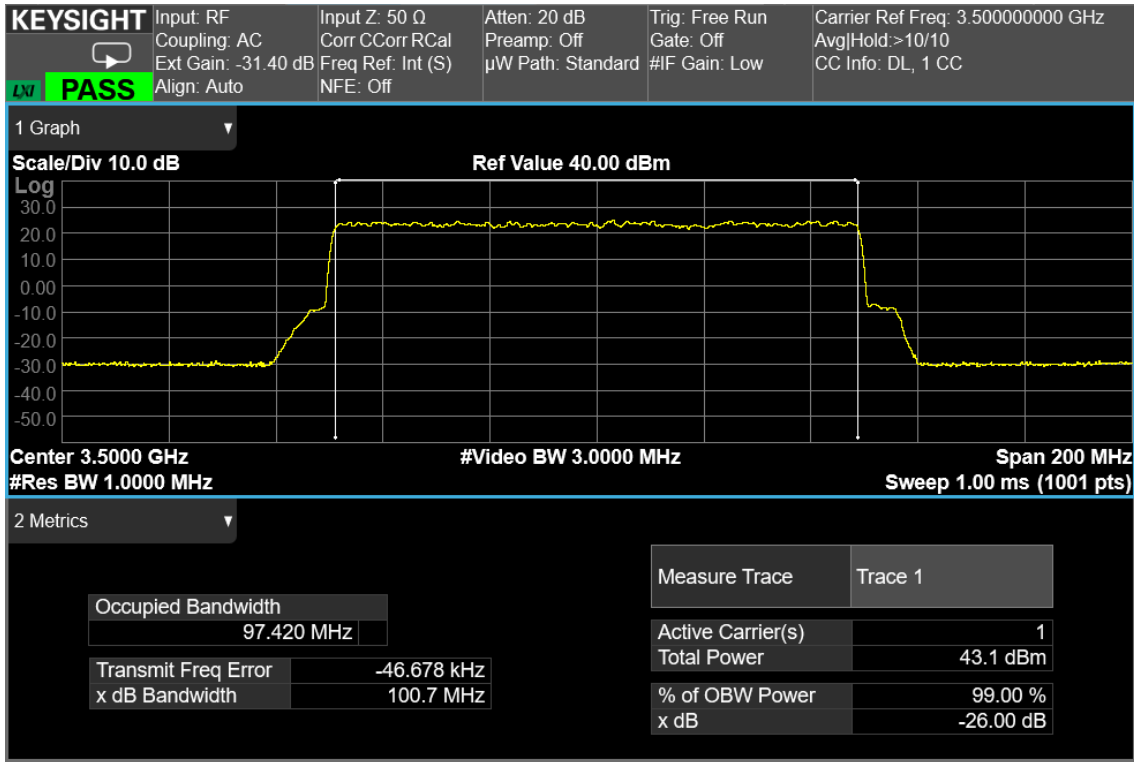 KEYSIGHT Input: RF Input Z: 50 Ω Atten: 20 dB Trig: Free Run Carrier Ref Freq: 3.500000000 GHz
Coupling: AC Corr CCorr RCal Preamp: Off Gate: Off Avg|Hold:>10/10
Ext Gain: -31.40 dB Freq Ref: Int (S) µW Path: Standard #IF Gain: Low CC Info: DL, 1 CC
LXI PASS Align: Auto NFE: Off
1 Graph
Scale/Div 10.0 dB Ref Value 40.00 dBm
Log
30.0
20.0
10.0
0.00
-10.0
-20.0
-30.0
-40.0
-50.0
Center 3.5000 GHz #Video BW 3.0000 MHz Span 200 MHz
#Res BW 1.0000 MHz Sweep 1.00 ms (1001 pts)
2 Metrics
Measure Trace Trace 1
Occupied Bandwidth
97.420 MHz
Active Carrier(s) 1
Total Power 43.1 dBm
Transmit Freq Error -46.678 kHz
x dB Bandwidth 100.7 MHz
% of OBW Power 99.00 %
x dB -26.00 dB